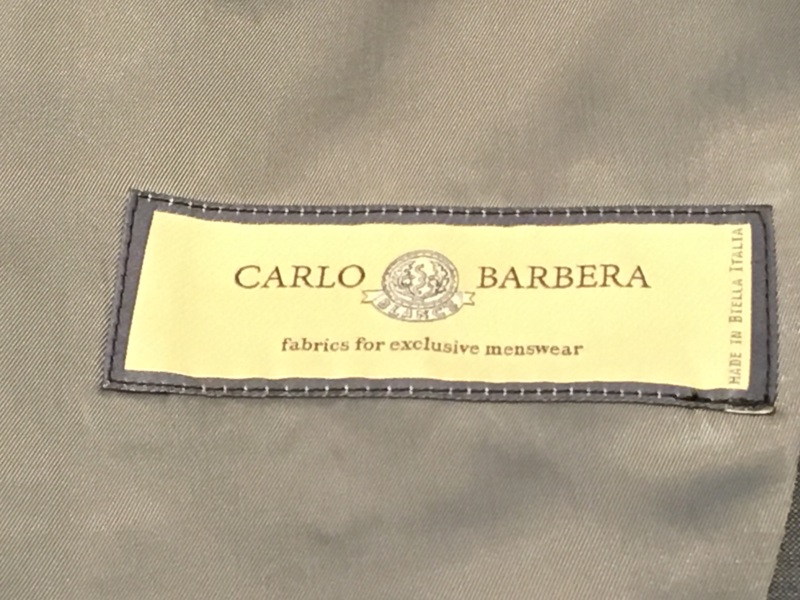 CARLO BARBERA
fabrics for exclusive menswear
MADE IN BIELLA ITALIA